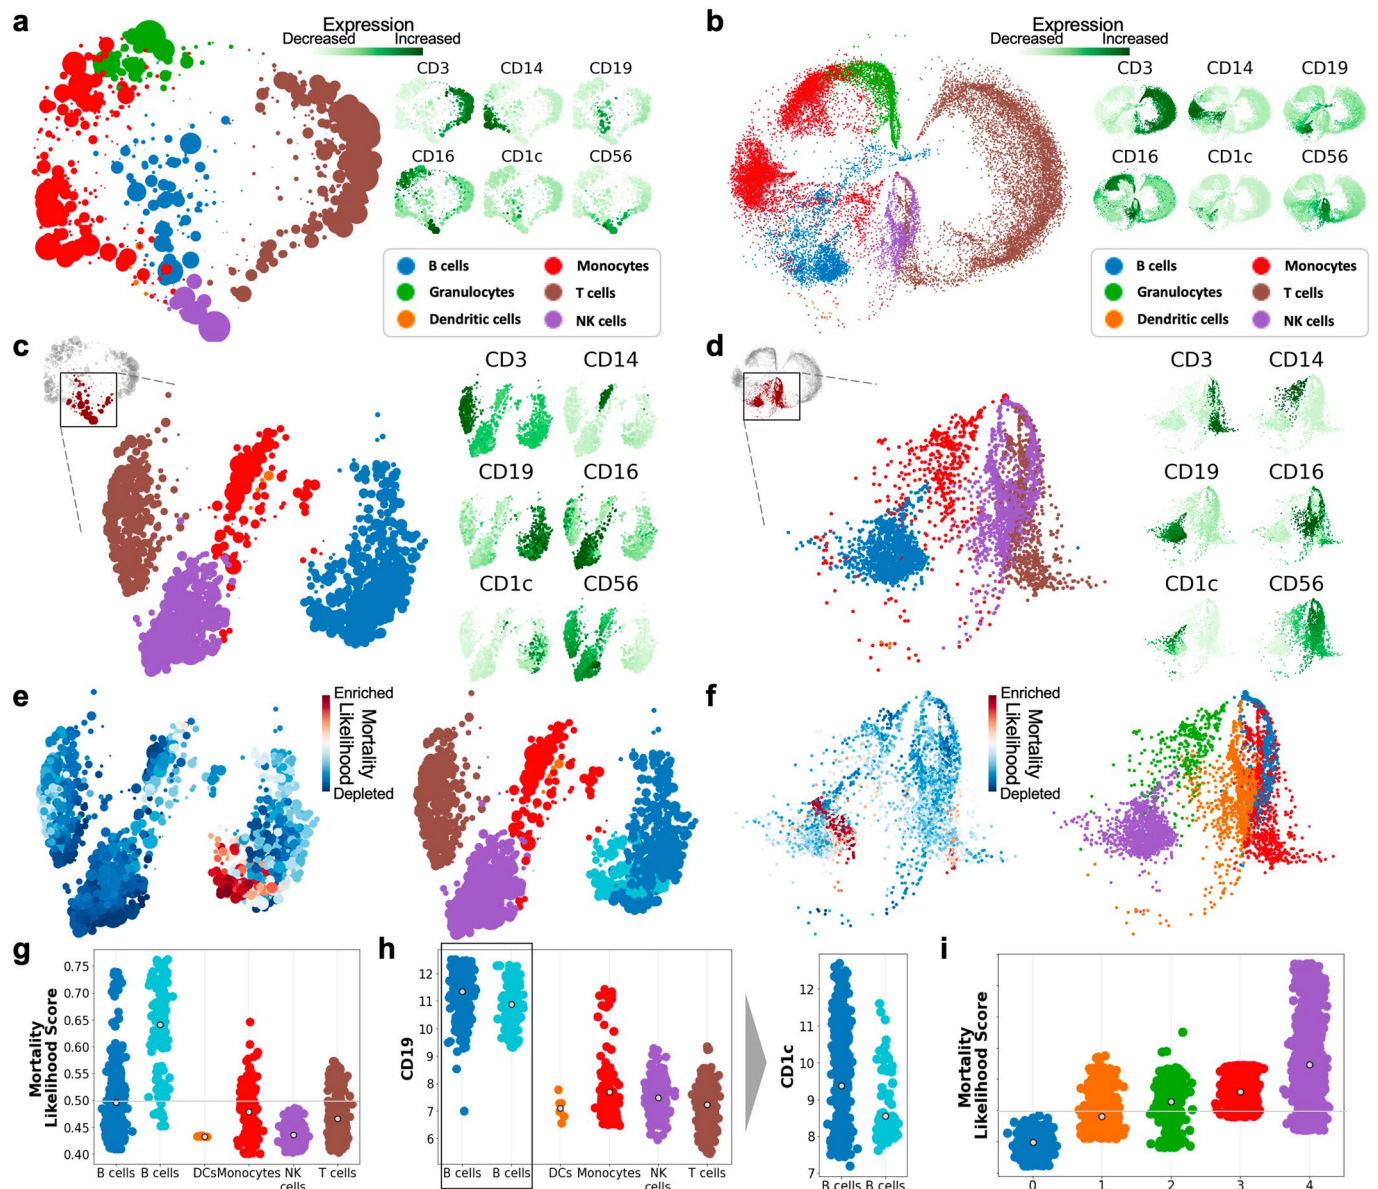 a
Expression
Decreased Increased
CD3 CD14 CD19
CD16 CD1c CD56
B cells Monocytes
Granulocytes T cells
Dendritic cells NK cells
b
Expression
Decreased Increased
CD3 CD14 CD19
CD16 CD1c CD56
B cells Monocytes
Granulocytes T cells
Dendritic cells NK cells
c
CD3 CD14
CD19 CD16
CD1c CD56
d
CD3 CD14
CD19 CD16
CD1c CD56
e
Enriched
Mortality
Likelihood
Depleted
f
Enriched
Mortality
Likelihood
Depleted
g
Mortality
Likelihood Score
0.75
0.70
0.65
0.60
0.55
0.50
0.45
0.40
B cells B cells DCs Monocytes NK cells T cells
h
CD19
12
11
10
9
8
7
6
B cells B cells DCs Monocytes NK cells T cells
CD1c
12
11
10
9
8
7
B cells B cells
i
Mortality
Likelihood Score
0 1 2 3 4